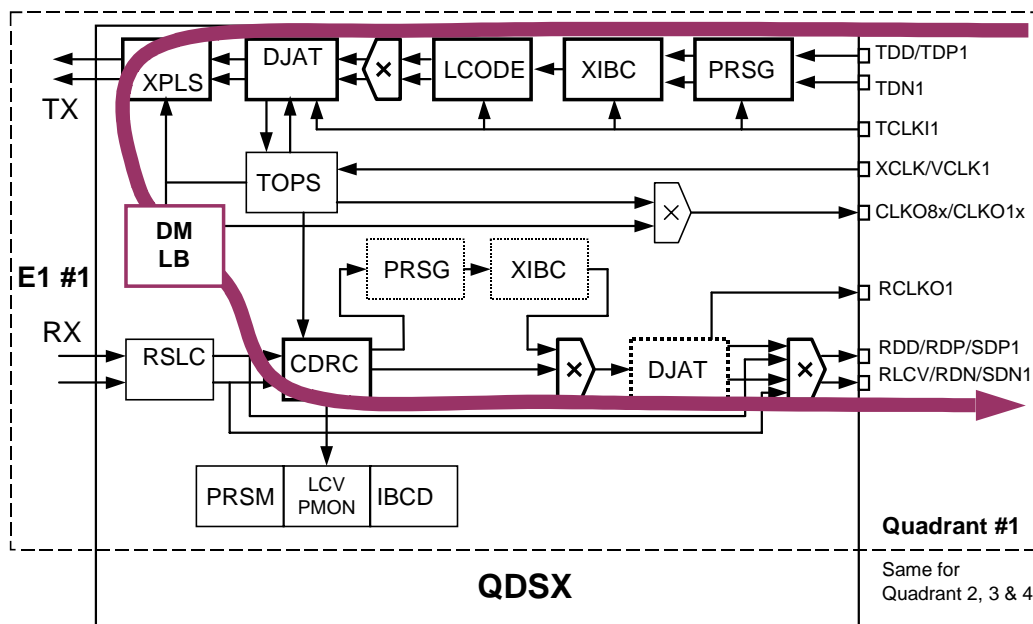 DJAT
LCODE
XIBC
PRSG
TDD/TDP1
XPLS
TDN1
TX
TCLKI1
TOPS
XCLK/VCLK1
CLKO8x/CLKO1x
DM
LB
E1 #1
PRSG
XIBC
RCLKO1
RX
RSLC
CDRC
DJAT
RDD/RDP/SDP1
RLCV/RDN/SDN1
PRSM
LCV
PMON
IBCD
Quadrant #1
QDSX
Same for
Quadrant 2, 3 & 4